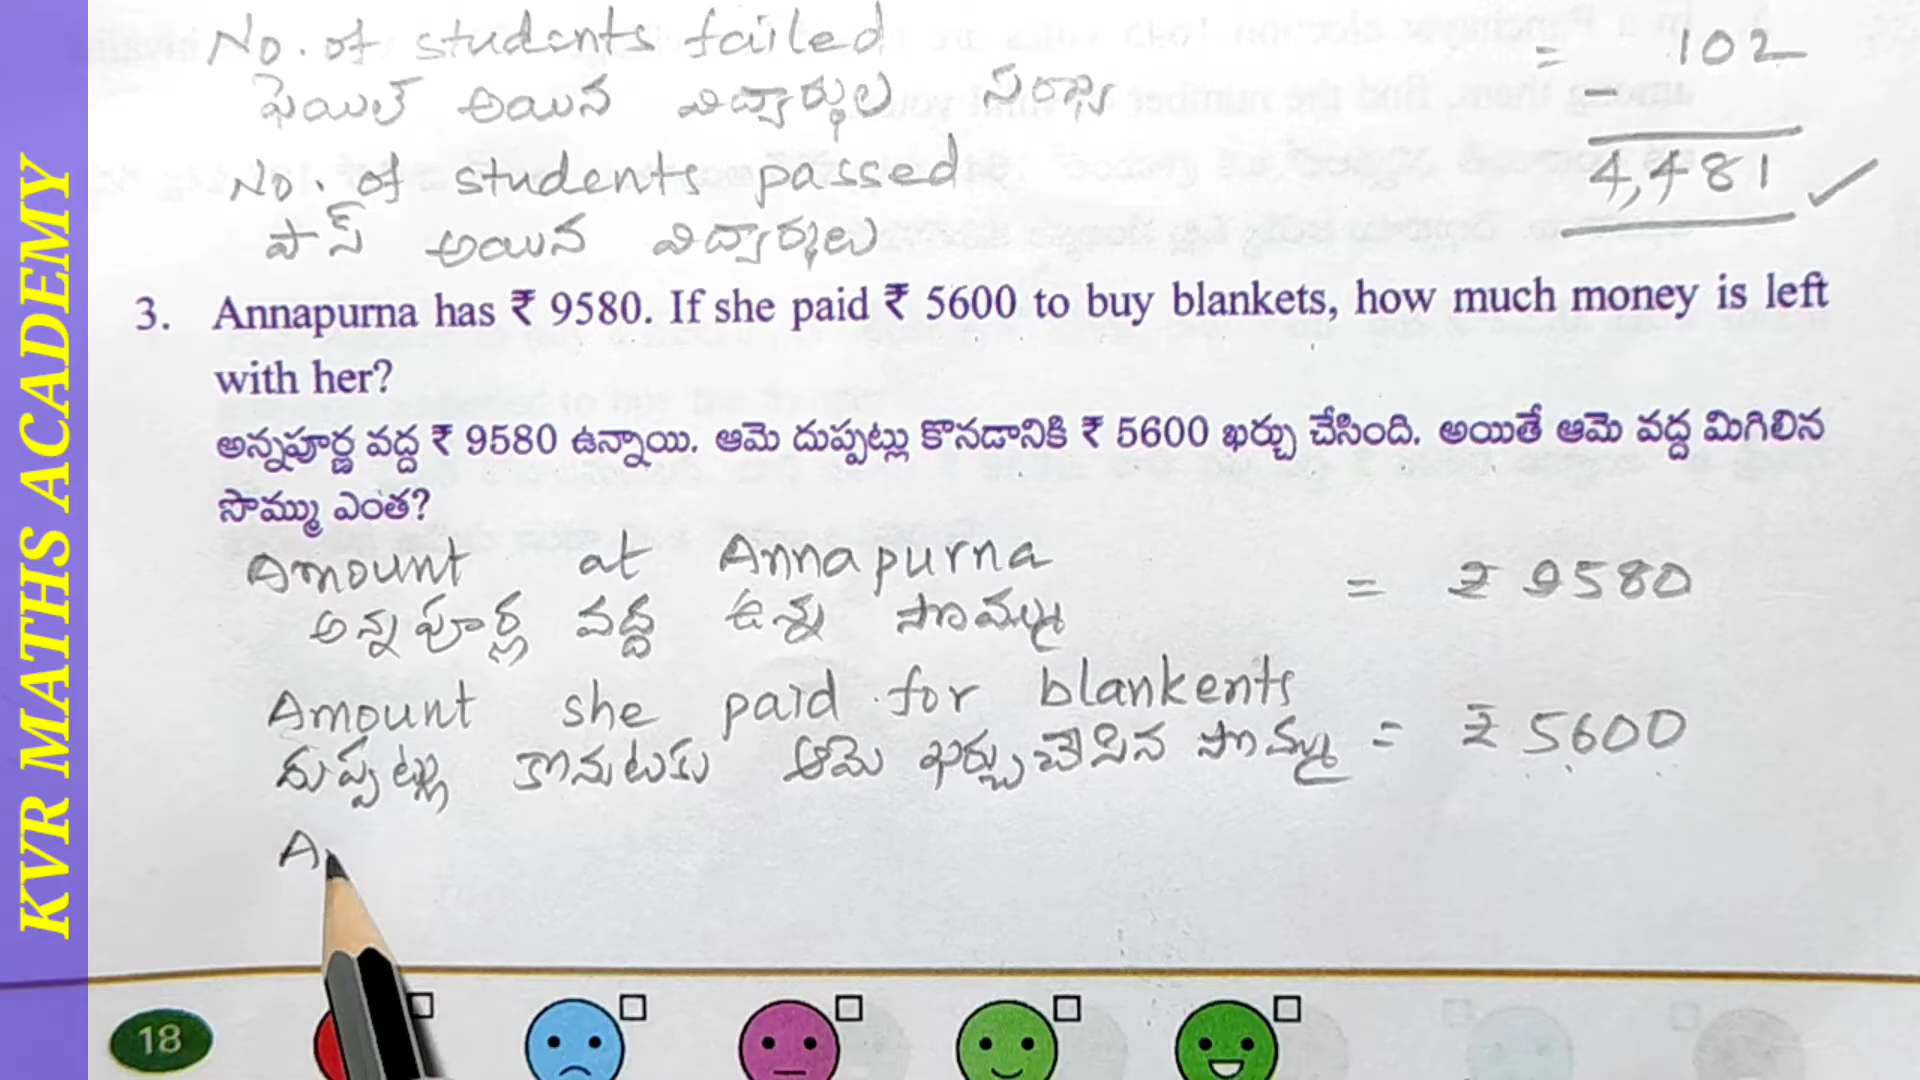 No. of students failed = 102
ఫెయిల్ అయిన విద్యార్థుల సంఖ్య
No. of students passed 4,481
పాస్ అయిన విద్యార్థులు
3. Annapurna has ₹ 9580. If she paid ₹ 5600 to buy blankets, how much money is left
with her?
అన్నపూర్ణ వద్ద ₹ 9580 ఉన్నాయి. ఆమె దుప్పట్లు కొనడానికి ₹ 5600 ఖర్చు చేసింది. అయితే ఆమె వద్ద మిగిలిన
సొమ్ము ఎంత?
Amount at Annapurna = ₹ 9580
అన్నపూర్ణ వద్ద ఉన్న సొమ్ము
Amount she paid for blankents
దుప్పట్లు కొనుటకు ఆమె ఖర్చుచేసిన సొమ్ము = ₹ 5600
A
18
KVR MATHS ACADEMY